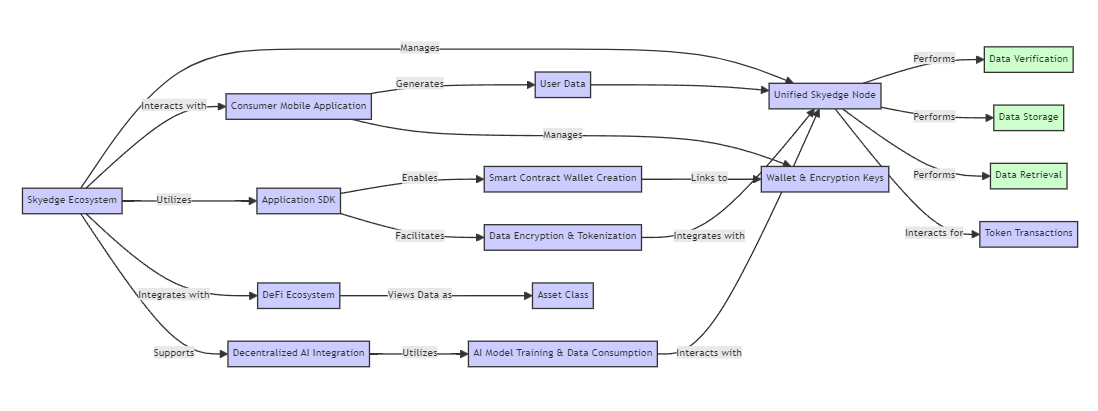 Manages
Performs
Data Verification
Generates
User Data
Unified Skyedge Node
Interacts with
Consumer Mobile Application
Performs
Data Storage
Manages
Enables
Smart Contract Wallet Creation
Links to
Wallet & Encryption Keys
Performs
Data Retrieval
Skyedge Ecosystem
Utilizes
Application SDK
Facilitates
Data Encryption & Tokenization
Integrates with
Interacts for
Token Transactions
Integrates with
DeFi Ecosystem
Views Data as
Asset Class
Supports
Decentralized AI Integration
Utilizes
AI Model Training & Data Consumption
Interacts with